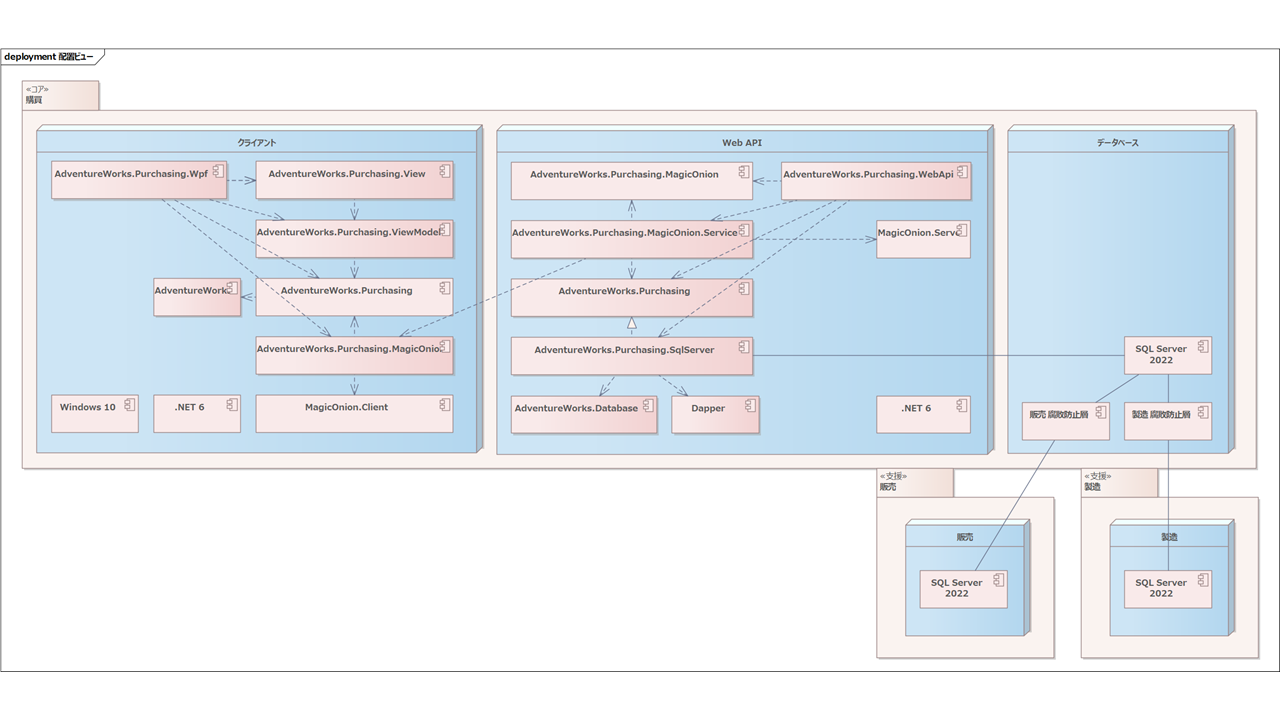 deployment 配置ビュー
«コア»
購買
クライアント
AdventureWorks.Purchasing.Wpf
AdventureWorks.Purchasing.View
AdventureWorks.Purchasing.ViewModel
AdventureWork
AdventureWorks.Purchasing
AdventureWorks.Purchasing.MagicOnio
Windows 10
.NET 6
MagicOnion.Client
Web API
AdventureWorks.Purchasing.MagicOnion
AdventureWorks.Purchasing.WebApi
AdventureWorks.Purchasing.MagicOnion.Service
MagicOnion.Serv
AdventureWorks.Purchasing
AdventureWorks.Purchasing.SqlServer
AdventureWorks.Database
Dapper
.NET 6
データベース
SQL Server
2022
販売 腐敗防止層
製造 腐敗防止層
«支援»
販売
販売
SQL Server
2022
«支援»
製造
製造
SQL Server
2022